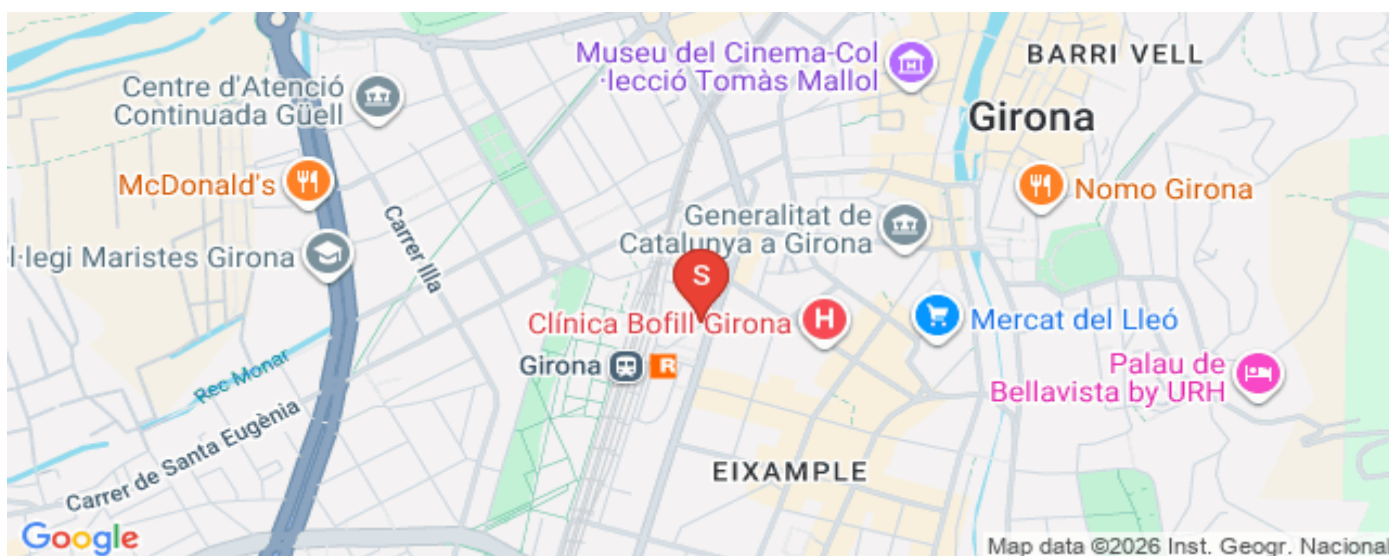 Museu del Cinema-Col
·lecció Tomàs Mallol
BARRI VELL
Centre d'Atenció
Continuada Güell
Girona
McDonald's
Nomo Girona
Carrer Illa
Generalitat de
Catalunya a Girona
l·legi Maristes Girona
S
Clínica Bofill Girona
H
Mercat del Lleó
Girona
R
Rec Monar
Palau de
Bellavista by URH
Carrer de Santa Eugènia
EIXAMPLE
Google
Map data ©2026 Inst. Geogr. Nacional